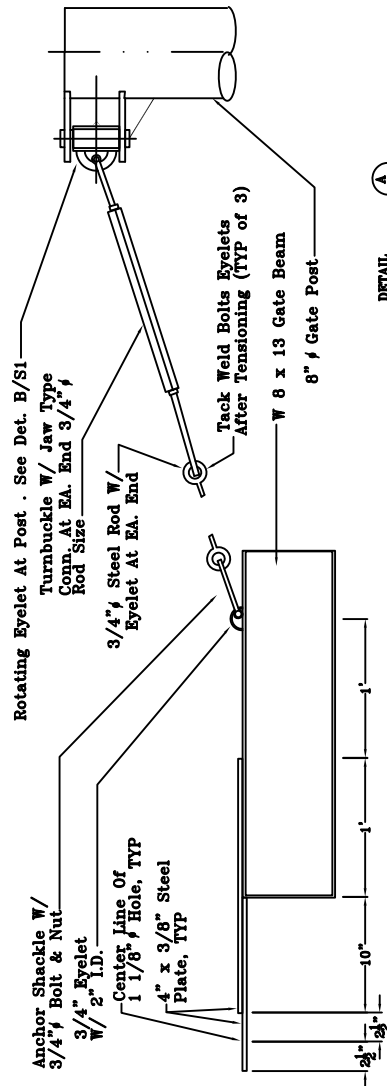 Rotating Eyelet At Post . See Det. B/S1
Turnbuckle W/ Jaw Type
Conn. At EA. End 3/4"ϕ
Rod Size
3/4"ϕ Steel Rod W/
Eyelet At EA. End
Tack Weld Bolts Eyelets
After Tensioning (TYP of 3)
W 8 x 13 Gate Beam
8"ϕ Gate Post
Anchor Shackle W/
3/4"ϕ Bolt & Nut
3/4" Eyelet
W/ 2" I.D.
Center Line Of
1 1/8"ϕ Hole, TYP
4" x 3/8" Steel
Plate, TYP
2½"
2½"
10"
1'
1'
DETAIL
A